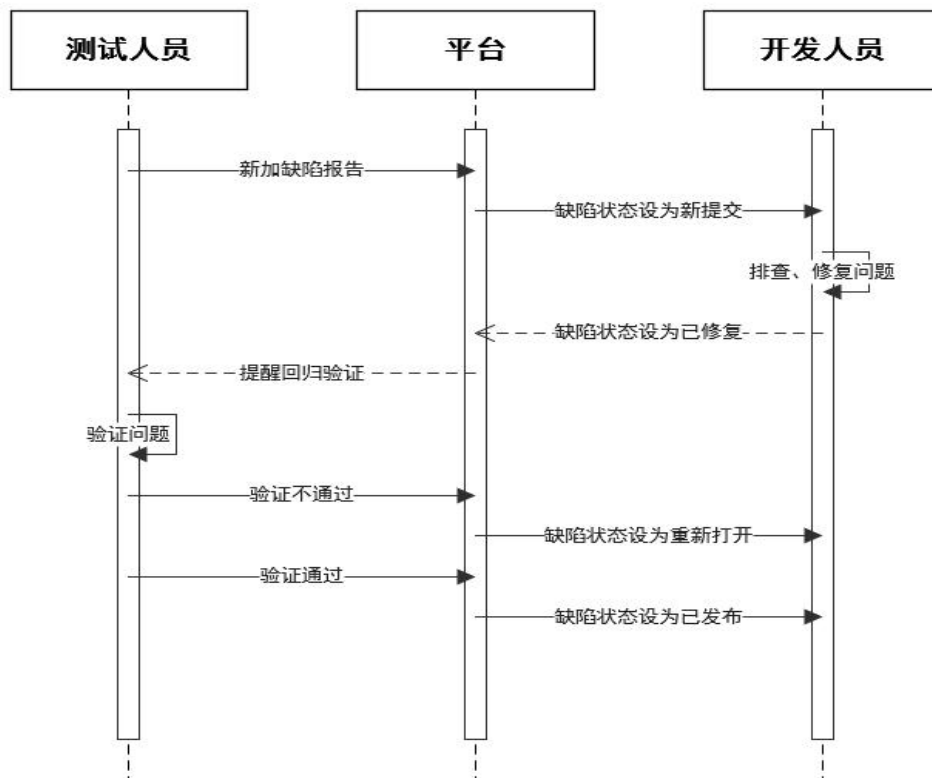 测试人员
平台
开发人员
新加缺陷报告
缺陷状态设为新提交
排查、修复问题
缺陷状态设为已修复
提醒回归验证
验证问题
验证不通过
缺陷状态设为重新打开
验证通过
缺陷状态设为已发布